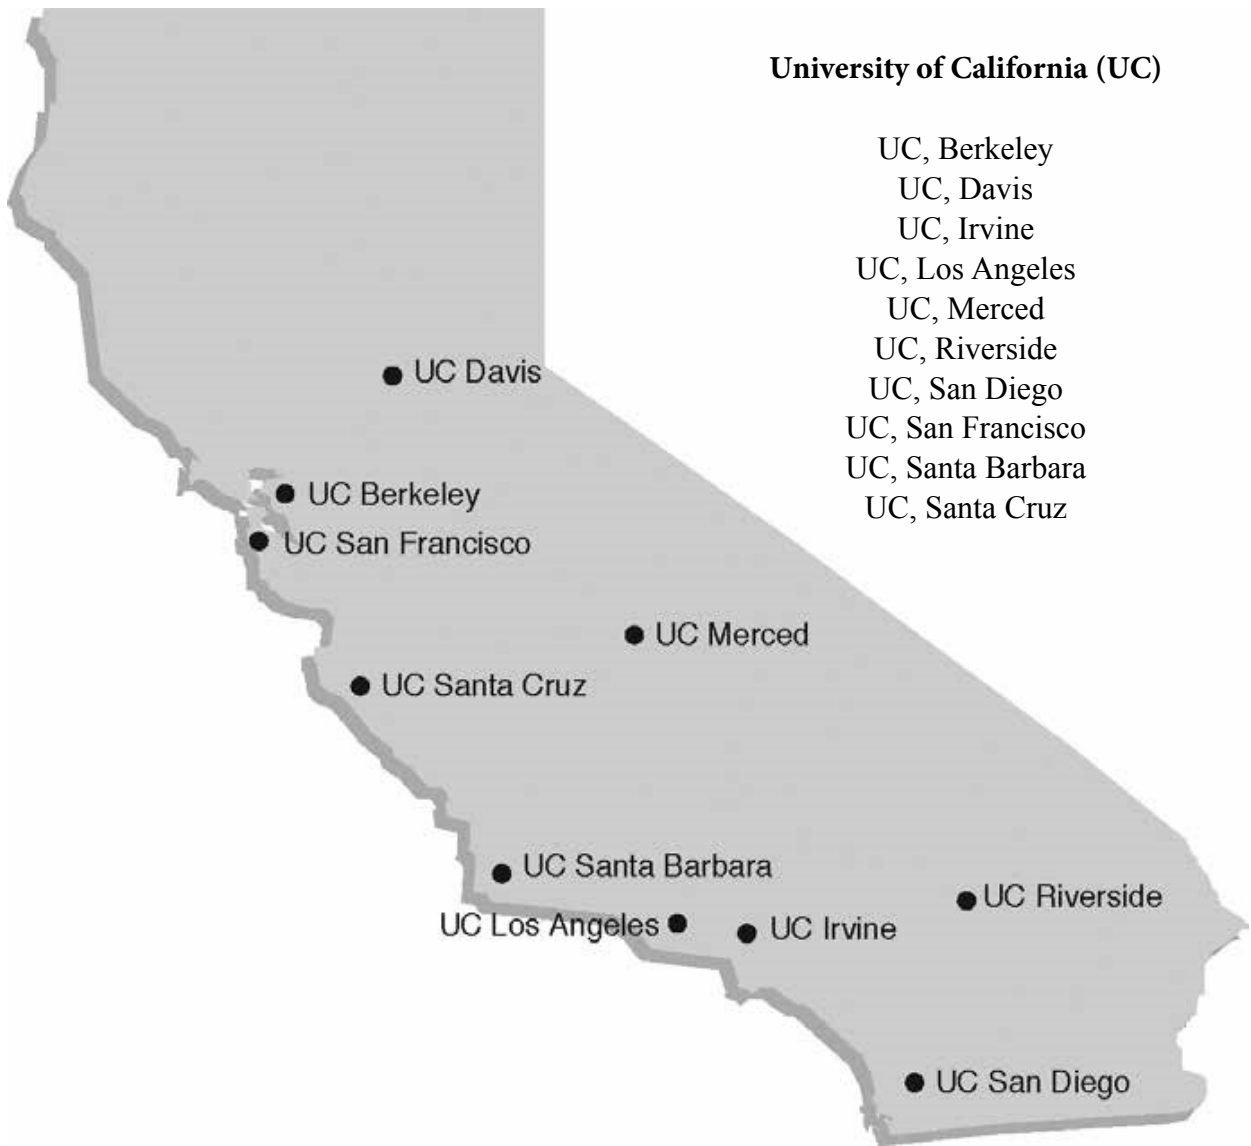 University of California (UC)
UC, Berkeley
UC, Davis
UC, Irvine
UC, Los Angeles
UC, Merced
UC, Riverside
UC, San Diego
UC, San Francisco
UC, Santa Barbara
UC, Santa Cruz
UC Davis
UC Berkeley
UC San Francisco
UC Merced
UC Santa Cruz
UC Santa Barbara
UC Riverside
UC Los Angeles
UC Irvine
UC San Diego